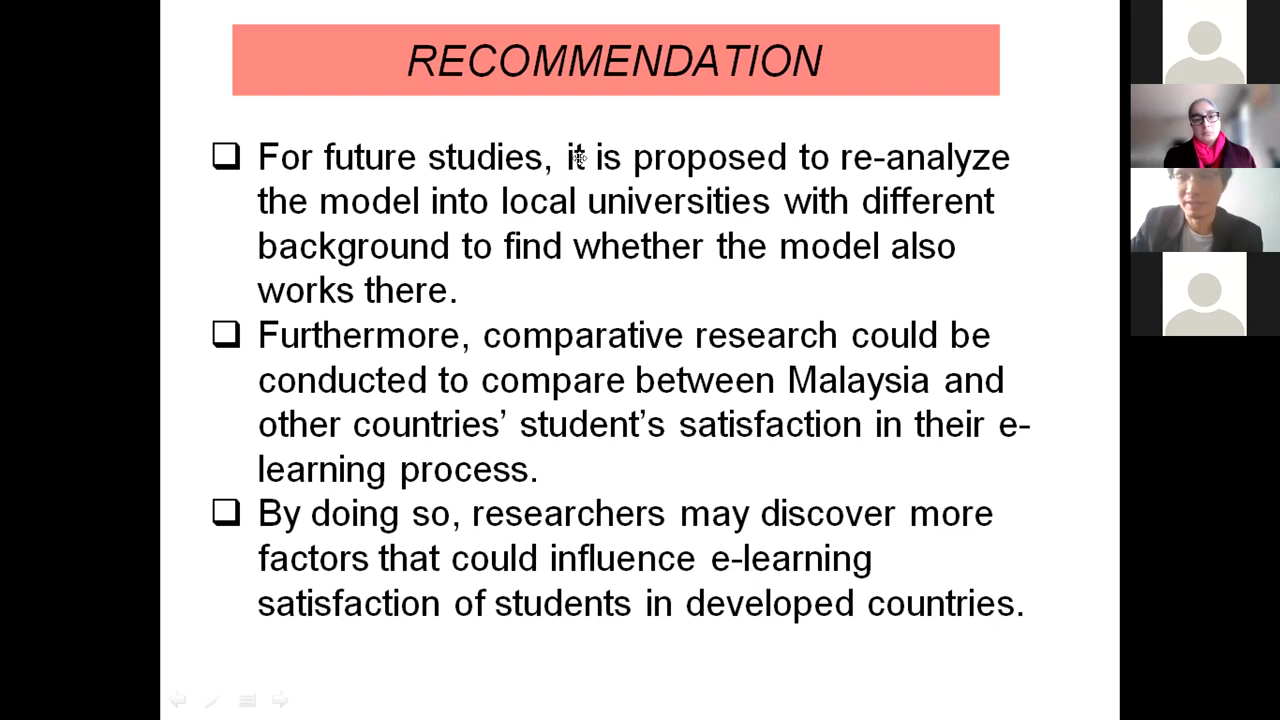 RECOMMENDATION
For future studies, it is proposed to re-analyze
the model into local universities with different
background to find whether the model also
works there.
Furthermore, comparative research could be
conducted to compare between Malaysia and
other countries’ student’s satisfaction in their e-
learning process.
By doing so, researchers may discover more
factors that could influence e-learning
satisfaction of students in developed countries.